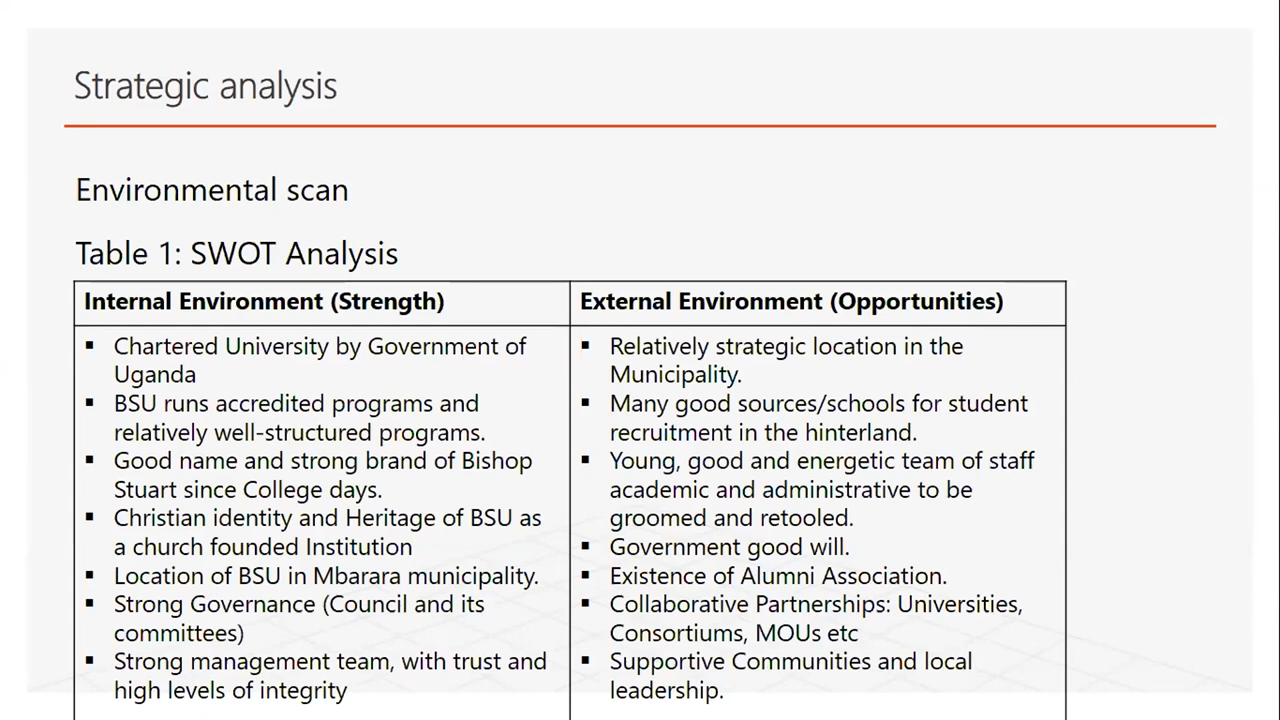 Strategic analysis
Environmental scan
Table 1: SWOT Analysis
Internal Environment (Strength)
▪ Chartered University by Government of
Uganda
▪ BSU runs accredited programs and
relatively well-structured programs.
▪ Good name and strong brand of Bishop
Stuart since College days.
▪ Christian identity and Heritage of BSU as
a church founded Institution
▪ Location of BSU in Mbarara municipality.
▪ Strong Governance (Council and its
committees)
▪ Strong management team, with trust and
high levels of integrity
External Environment (Opportunities)
▪ Relatively strategic location in the
Municipality.
▪ Many good sources/schools for student
recruitment in the hinterland.
▪ Young, good and energetic team of staff
academic and administrative to be
groomed and retooled.
▪ Government good will.
▪ Existence of Alumni Association.
▪ Collaborative Partnerships: Universities,
Consortiums, MOUs etc
▪ Supportive Communities and local
leadership.